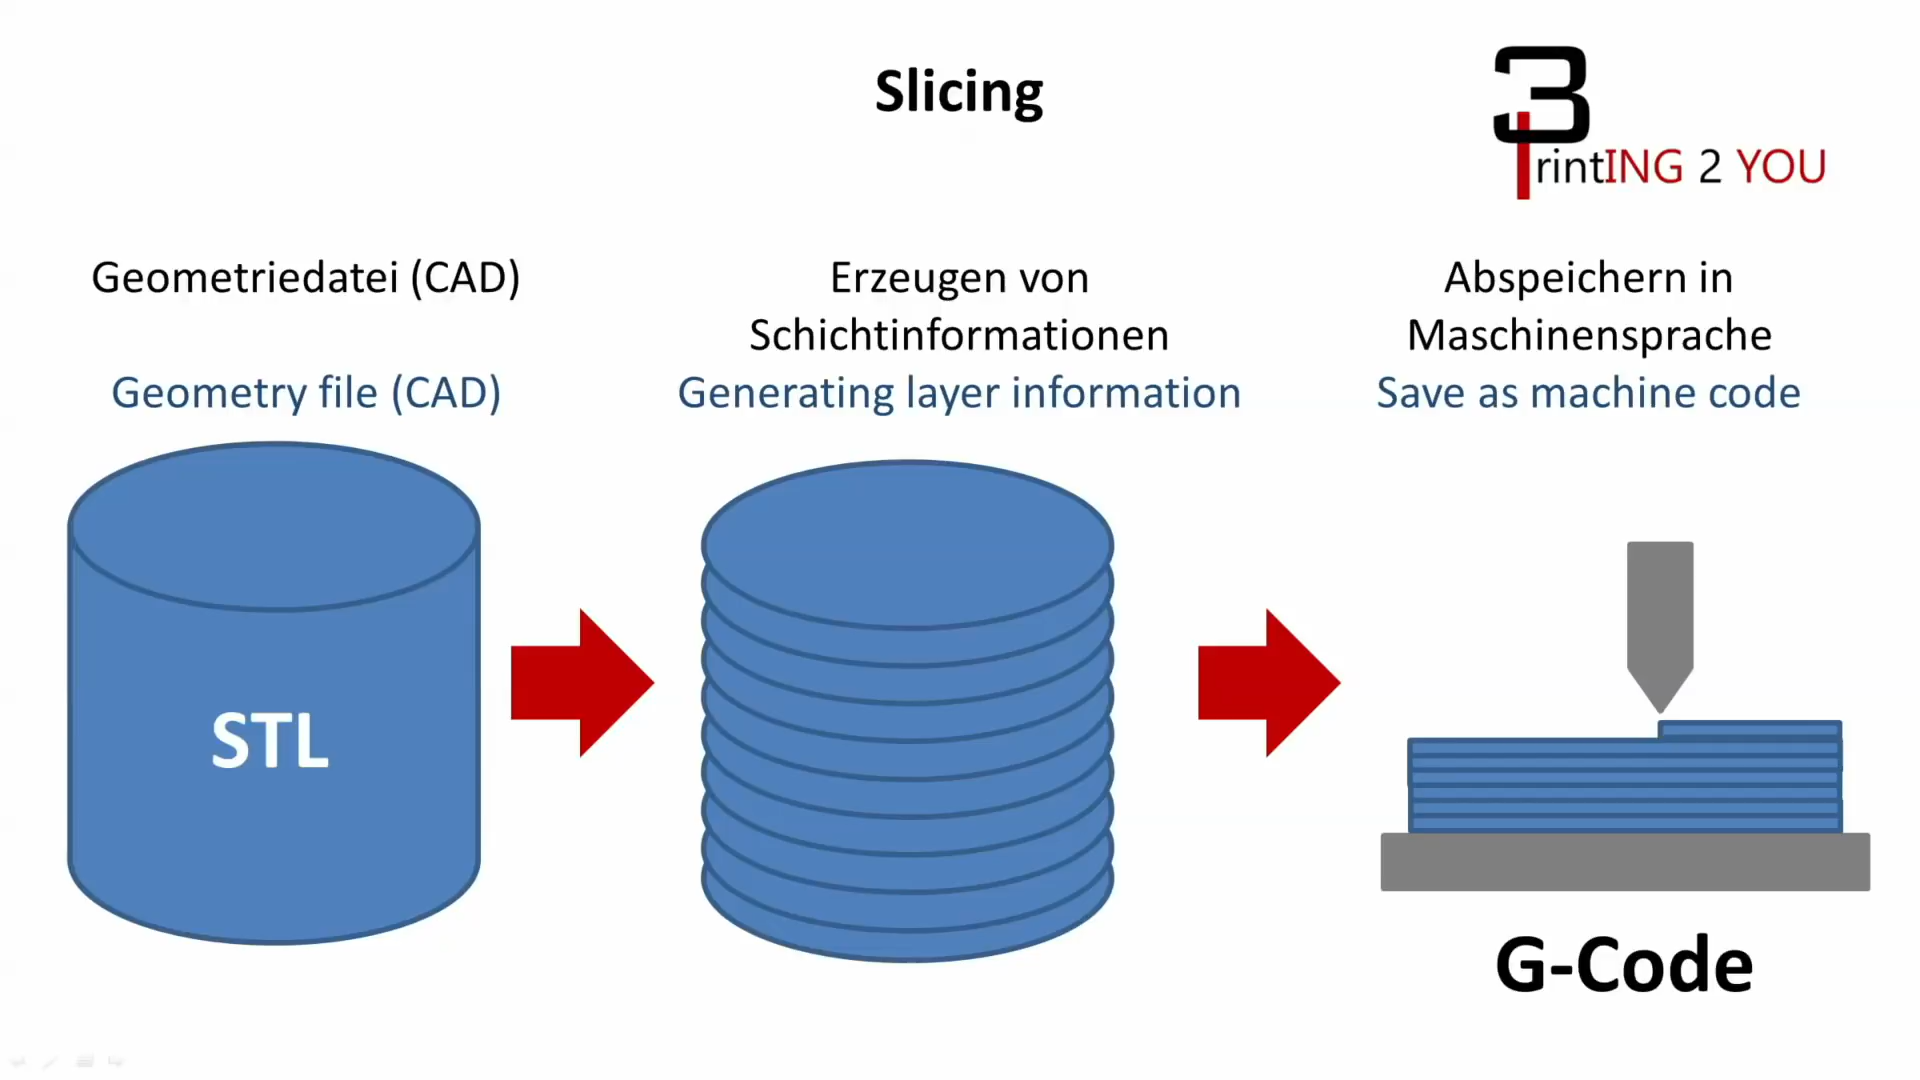 Slicing
3
PrintING 2 YOU
Geometriedatei (CAD)
Geometry file (CAD)
Erzeugen von
Schichtinformationen
Generating layer information
Abspeichern in
Maschinensprache
Save as machine code
STL
G-Code